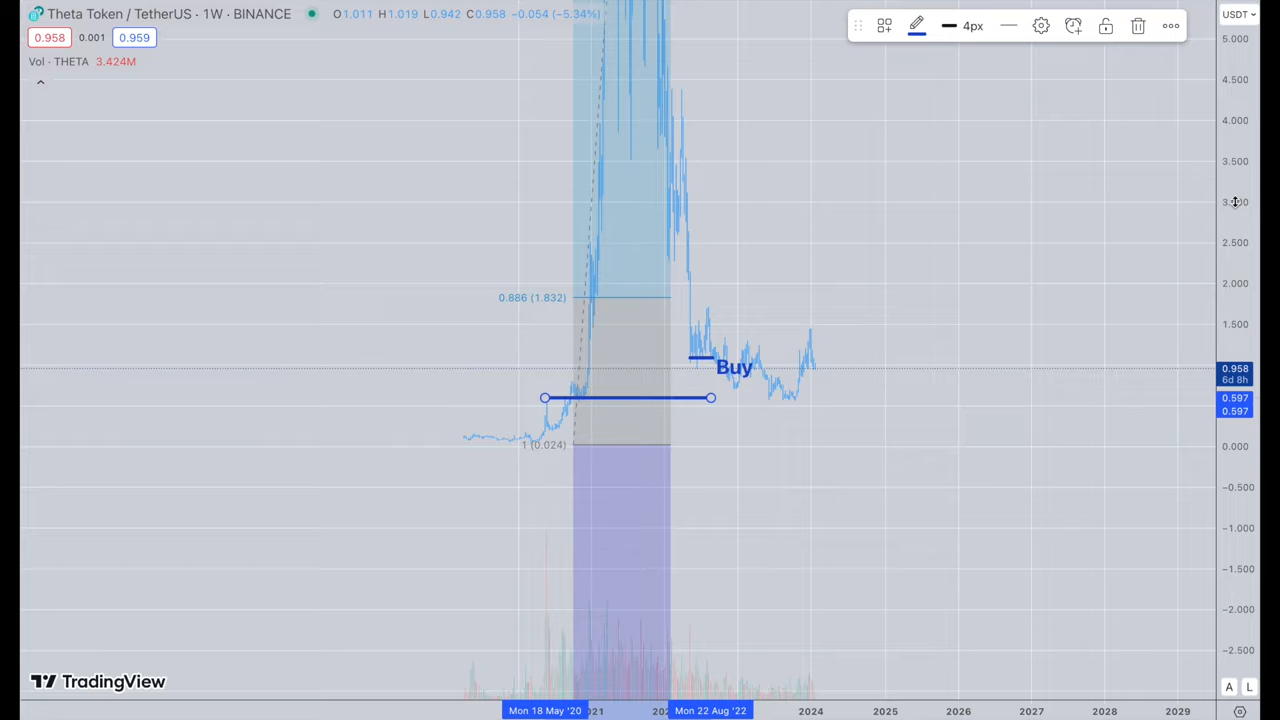 Theta Token / TetherUS · 1W · BINANCE O1.011 H1.019 L0.942 C0.958 −0.054 (−5.34%)
USDT
4px
0.958 0.001 0.959
Vol · THETA 3.424M
5.000
4.500
4.000
3.500
2.500
2.000
0.886 (1.832)
1.500
Buy
0.958
6d 8h
0.597
0.597
1 (0.024)
0.000
−0.500
−1.000
−1.500
−2.000
−2.500
TradingView
A L
Mon 18 May '20 Mon 22 Aug '22 2024 2025 2026 2027 2028 2029